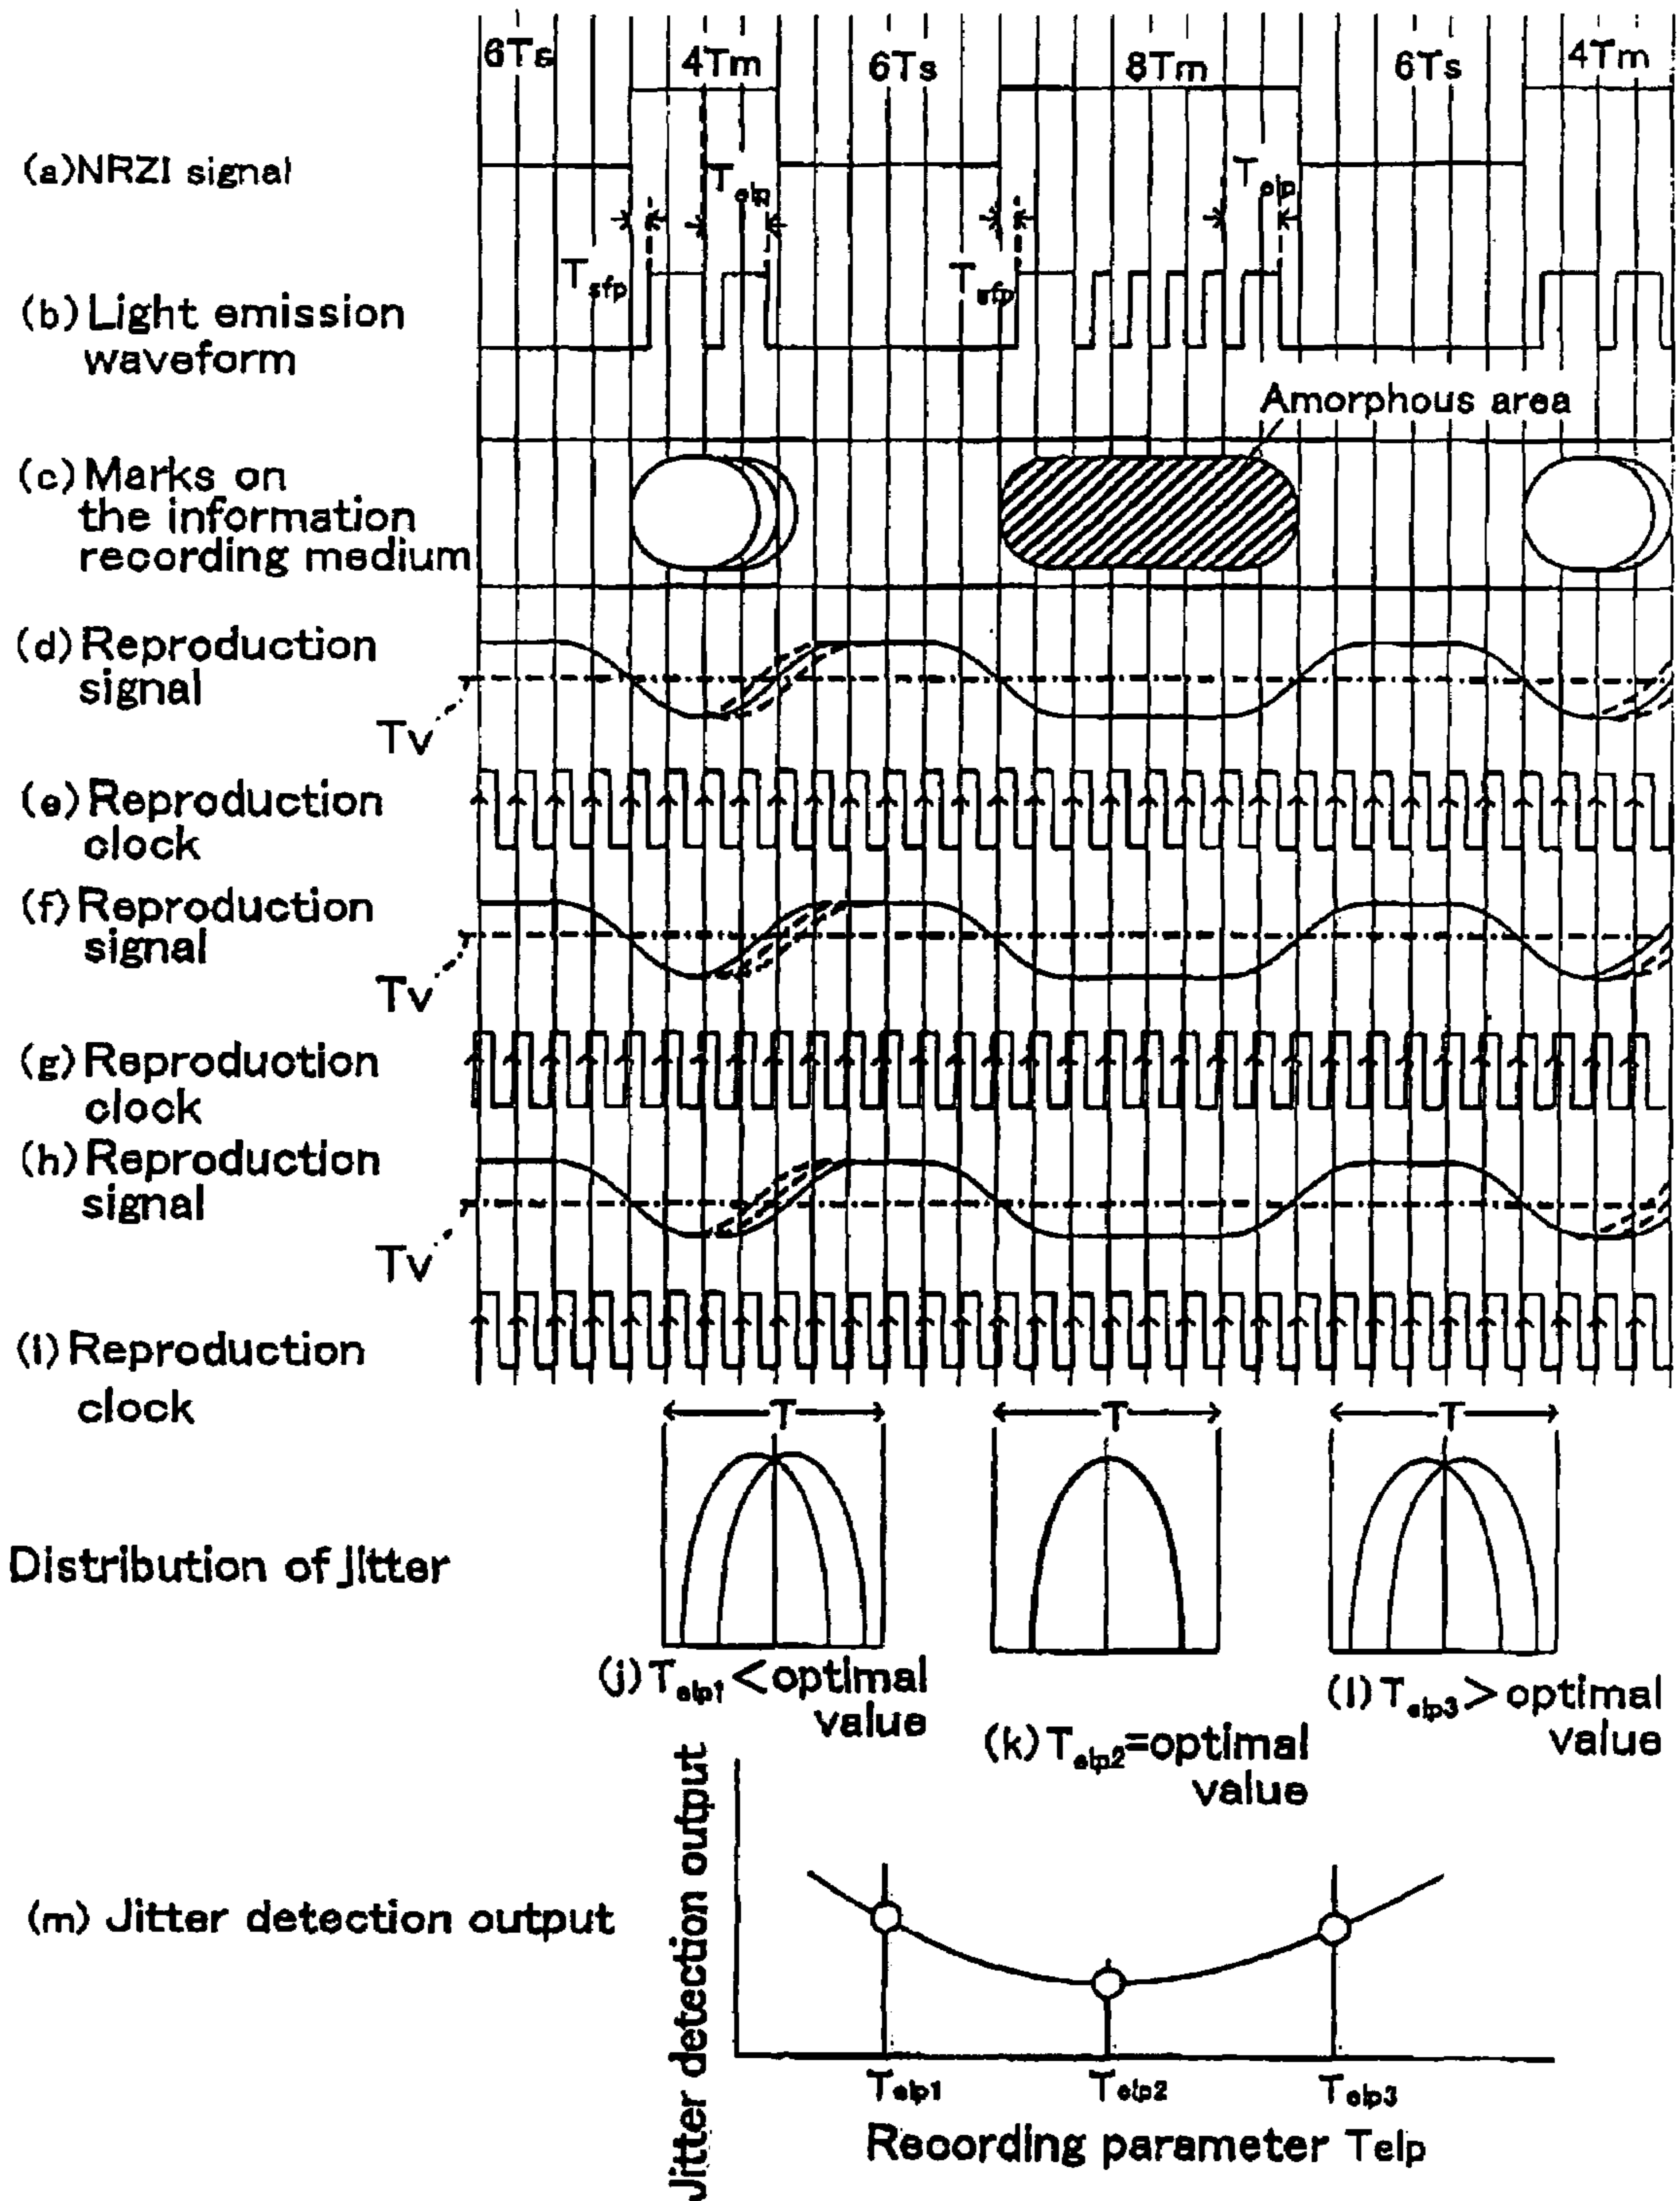 6Ts 4Tm 6Ts 8Tm 6Ts 4Tm
(a)NRZI signal
Telp Telp
Tsfp Tsfp
(b) Light emission
waveform
Amorphous area
(c) Marks on
the information
recording medium
(d) Reproduction
signal
Tv
(e) Reproduction
clock
(f) Reproduction
signal
Tv
(g) Reproduction
clock
(h) Reproduction
signal
Tv
(i) Reproduction
clock
T T T
Distribution of jitter
(j) Telp1 < optimal
value
(k) Telp2=optimal
value
(l) Telp3 > optimal
value
(m) Jitter detection output
Jitter detection output
Telp1 Telp2 Telp3
Recording parameter Telp